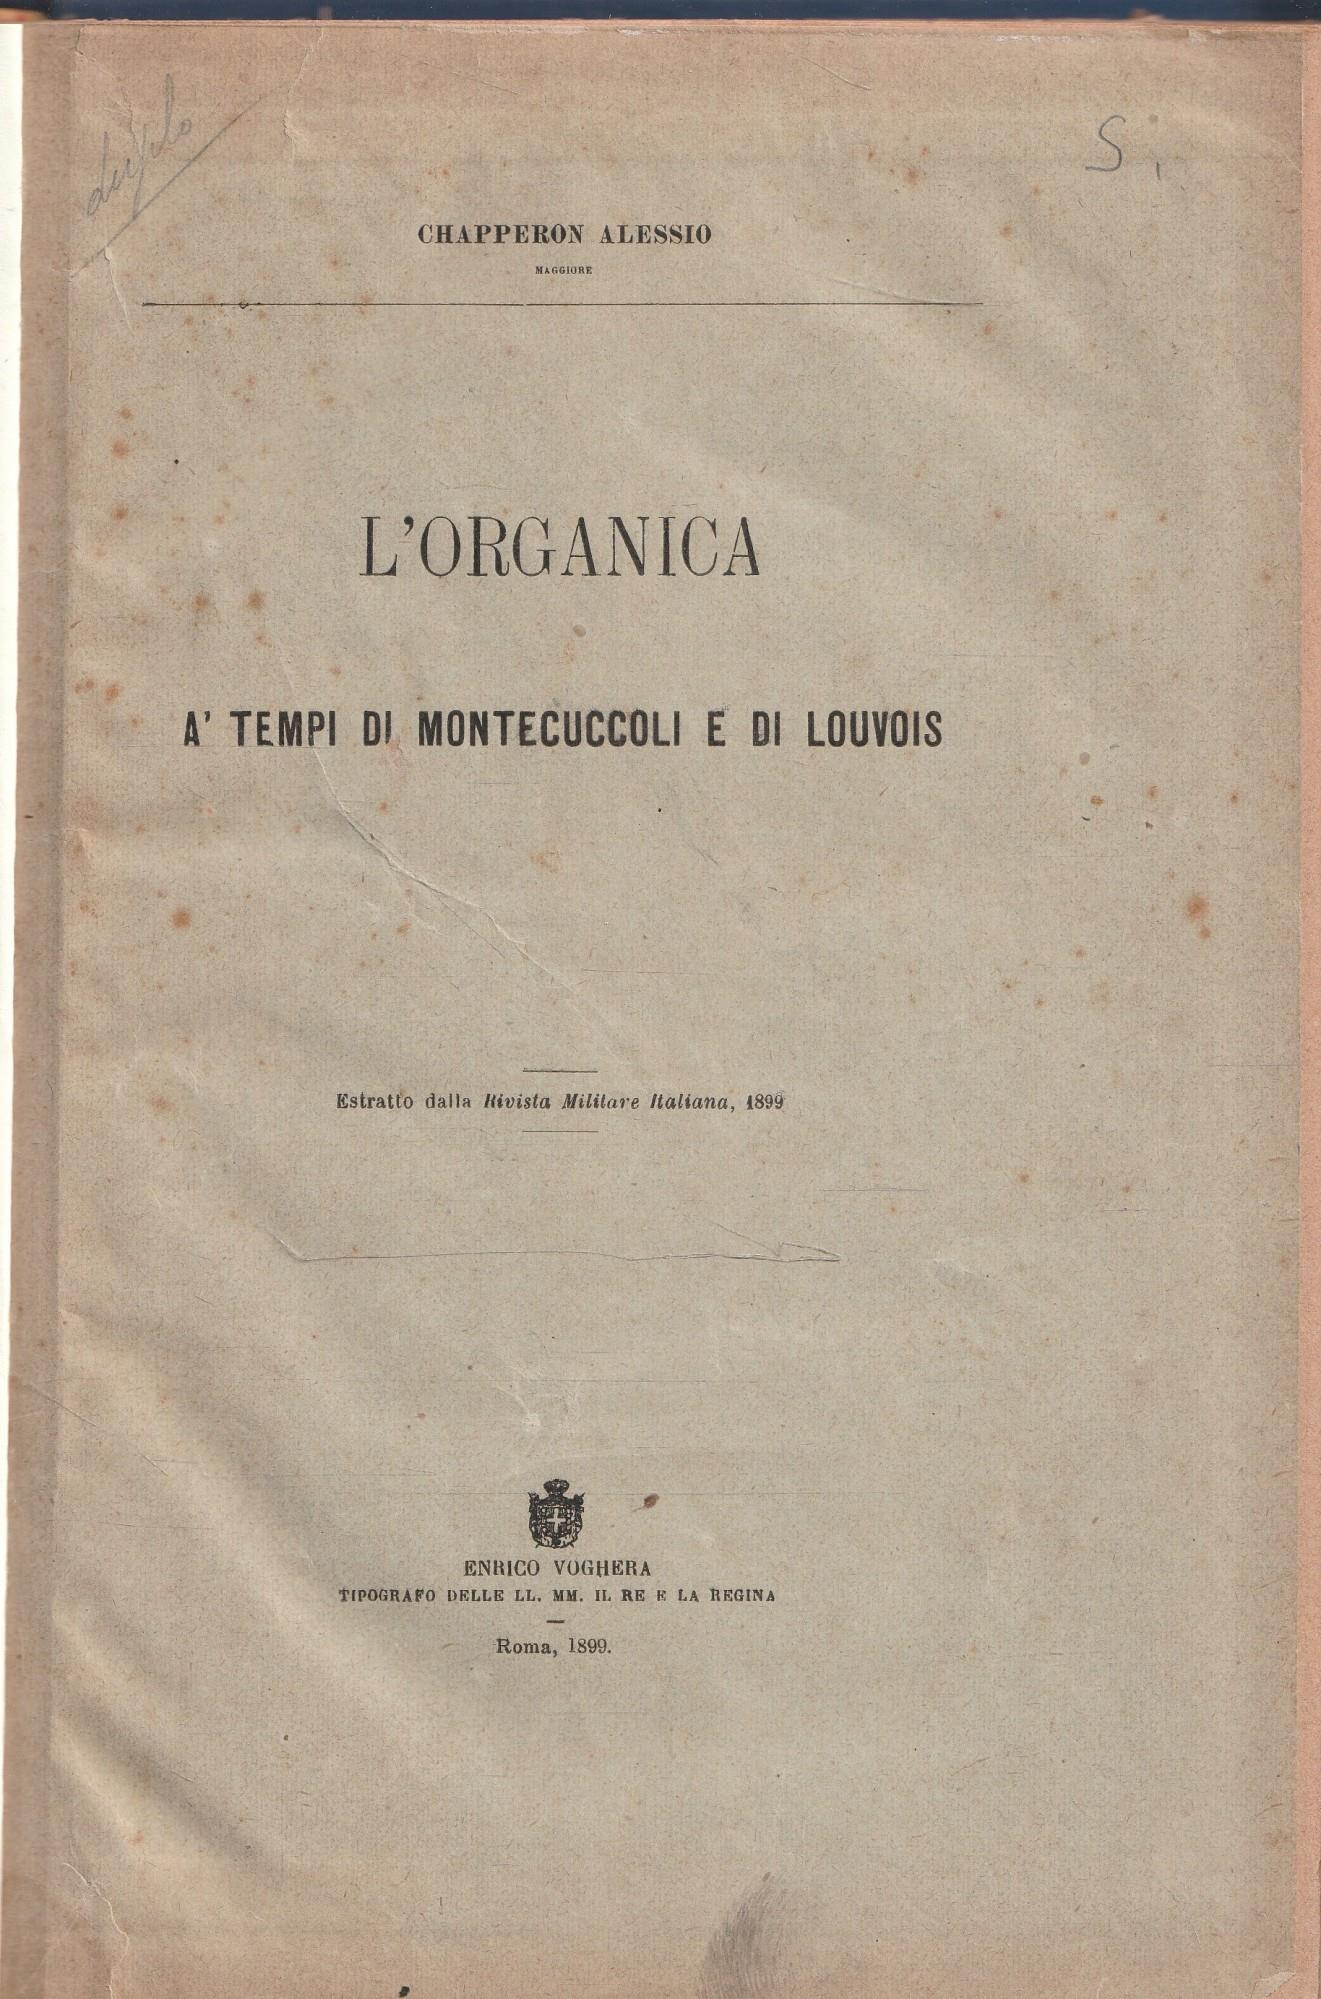 S.
CHAPPERON ALESSIO
MAGGIORE
L'ORGANICA
A' TEMPI DI MONTECUCCOLI E DI LOUVOIS
Estratto dalla Rivista Militare Italiana, 1899
ENRICO VOGHERA
TIPOGRAFO DELLE LL. MM. IL RE E LA REGINA
Roma, 1899.